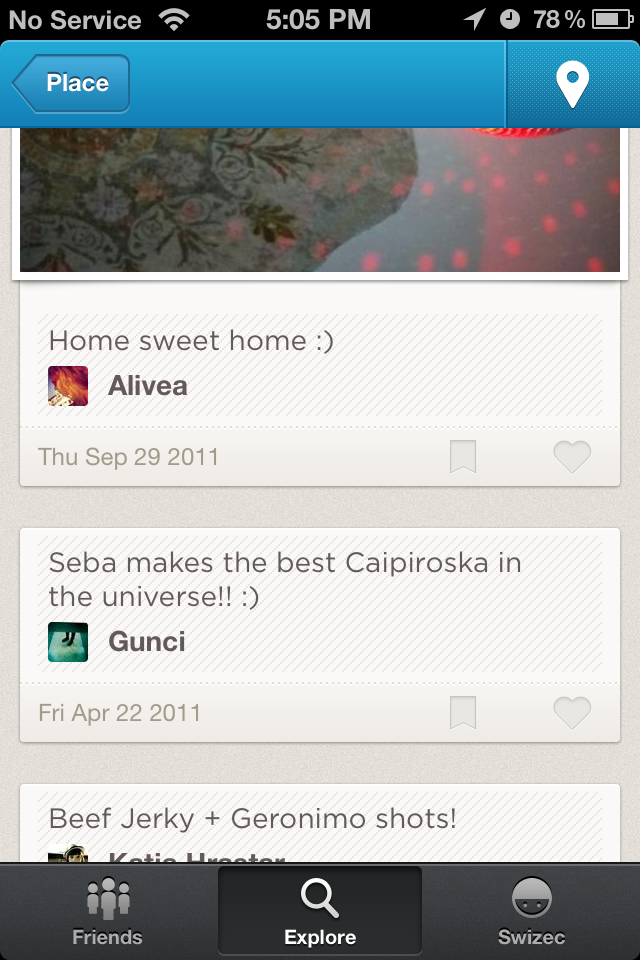 No Service 5:05 PM 78 %
Place
Home sweet home :)
Alivea
Thu Sep 29 2011
Seba makes the best Caipiroska in
the universe!! :)
Gunci
Fri Apr 22 2011
Beef Jerky + Geronimo shots!
Katja
Friends Explore Swizec